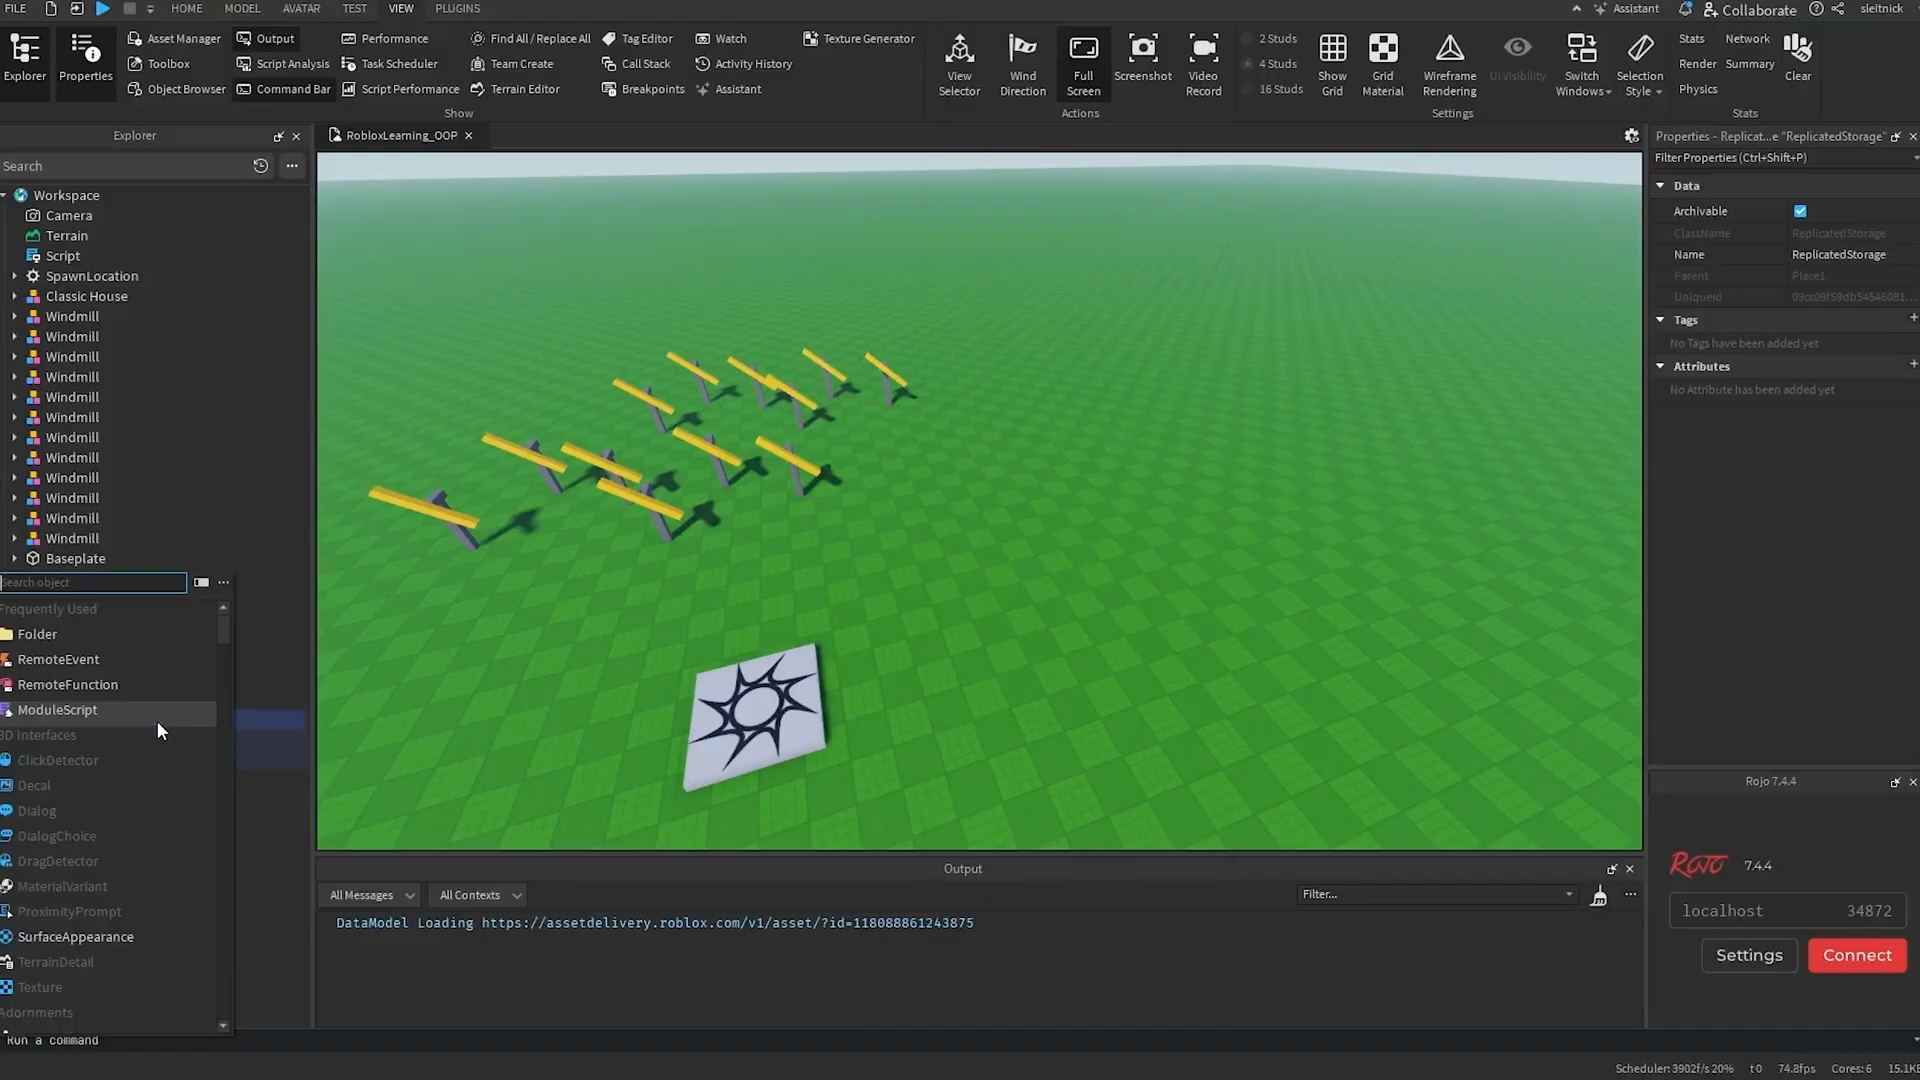 FILE HOME MODEL AVATAR TEST VIEW PLUGINS Assistant Collaborate sleitnick
Explorer
Properties
Asset Manager
Toolbox
Object Browser
Output
Script Analysis
Command Bar
Performance
Task Scheduler
Script Performance
Find All / Replace All
Team Create
Terrain Editor
Tag Editor
Call Stack
Breakpoints
Watch
Activity History
Assistant
Texture Generator
Show
View
Selector
Wind
Direction
Full
Screen
Screenshot
Video
Record
Actions
2 Studs
4 Studs
16 Studs
Show
Grid
Grid
Material
Wireframe
Rendering
UI Visibility
Switch
Windows
Selection
Style
Settings
Stats
Render
Physics
Network
Summary
Clear
Stats
Explorer
Search
Workspace
Camera
Terrain
Script
SpawnLocation
Classic House
Windmill
Windmill
Windmill
Windmill
Windmill
Windmill
Windmill
Windmill
Windmill
Windmill
Windmill
Windmill
Baseplate
Search object
Frequently Used
Folder
RemoteEvent
RemoteFunction
ModuleScript
3D Interfaces
ClickDetector
Decal
Dialog
DialogChoice
DragDetector
MaterialVariant
ProximityPrompt
SurfaceAppearance
TerrainDetail
Texture
Adornments
Run a command
RobloxLearning_OOP
Output
All Messages All Contexts Filter...
DataModel Loading https://assetdelivery.roblox.com/v1/asset/?id=118088861243875
Properties - Replicat...e "ReplicatedStorage"
Filter Properties (Ctrl+Shift+P)
Data
Archivable
ClassName ReplicatedStorage
Name ReplicatedStorage
Parent Place1
UniqueId 09cc09f59db54546081...
Tags
No Tags have been added yet
Attributes
No Attribute has been added yet
Rojo 7.4.4
Rojo 7.4.4
localhost 34872
Settings Connect
Scheduler: 3902f/s 20% t0 74.8fps Cores: 6 15.1KB